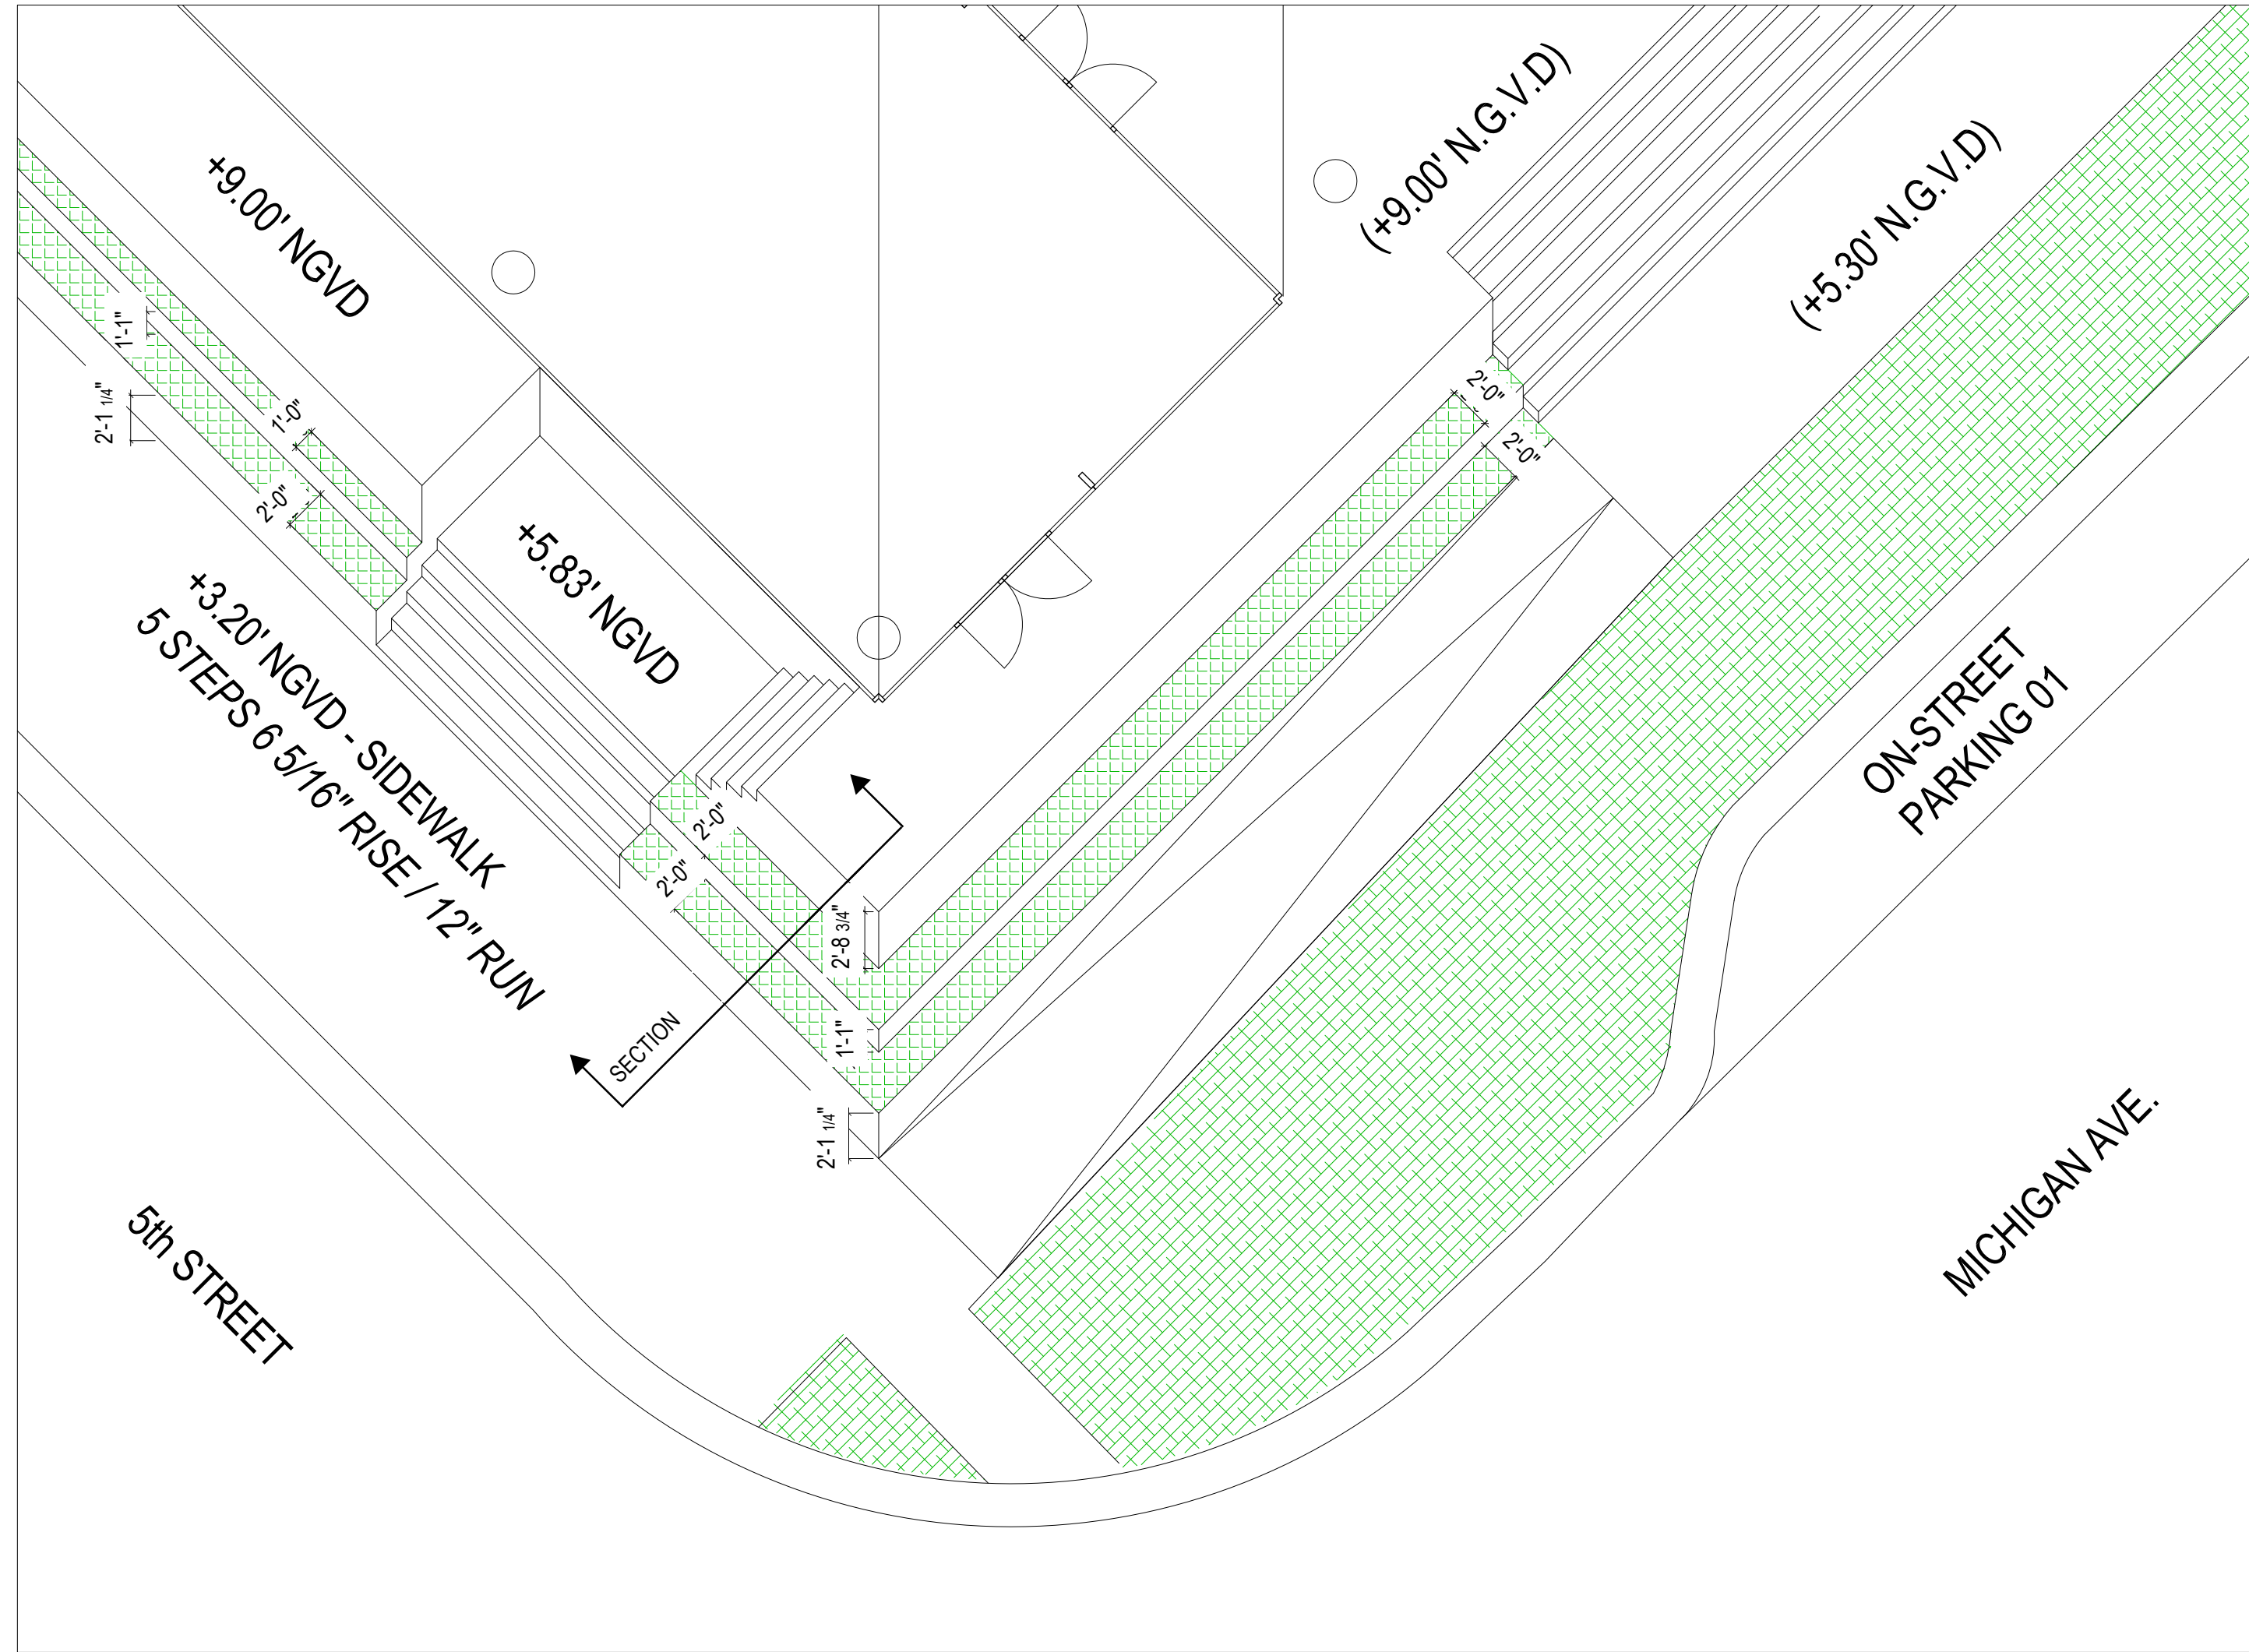 +9.00' NGVD
(+9.00' N.G.V.D)
(+5.30' N.G.V.D)
1'-1"
2'-1 1/4"
1'-0"
2'-0"
2'-0"
2'-0"
+5.83' NGVD
+3.20' NGVD - SIDEWALK
5 STEPS 6 5/16" RISE / 12" RUN
2'-0"
2'-0"
2'-8 3/4"
1'-1"
2'-1 1/4"
SECTION
ON-STREET
PARKING 01
5th STREET
MICHIGAN AVE.